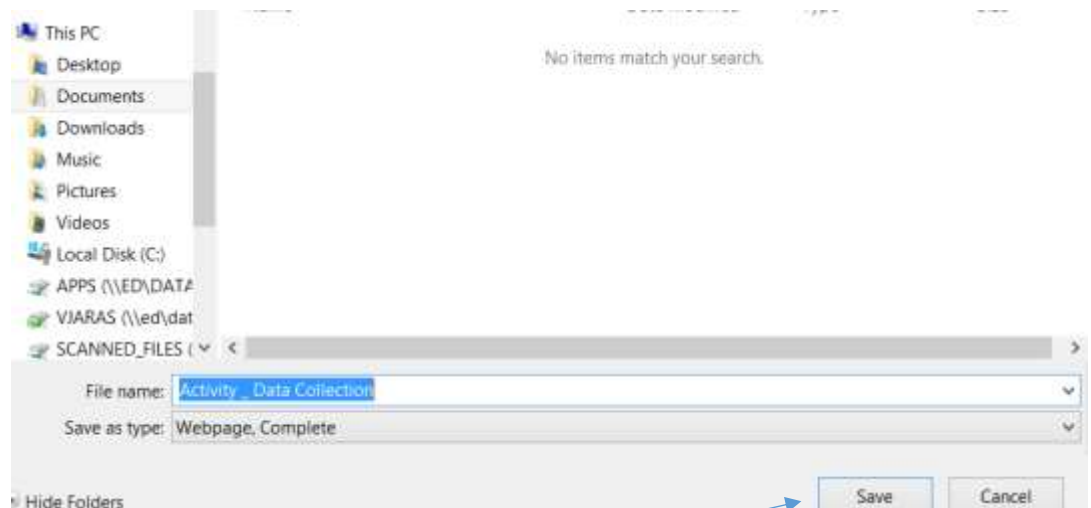 This PC
Desktop
Documents
Downloads
Music
Pictures
Videos
Local Disk (C:)
APPS (\\ED\DATA
VJARAS (\\ed\dat
SCANNED_FILES (
No items match your search.
File name: Activity _ Data Collection
Save as type: Webpage, Complete
Hide Folders
Save
Cancel